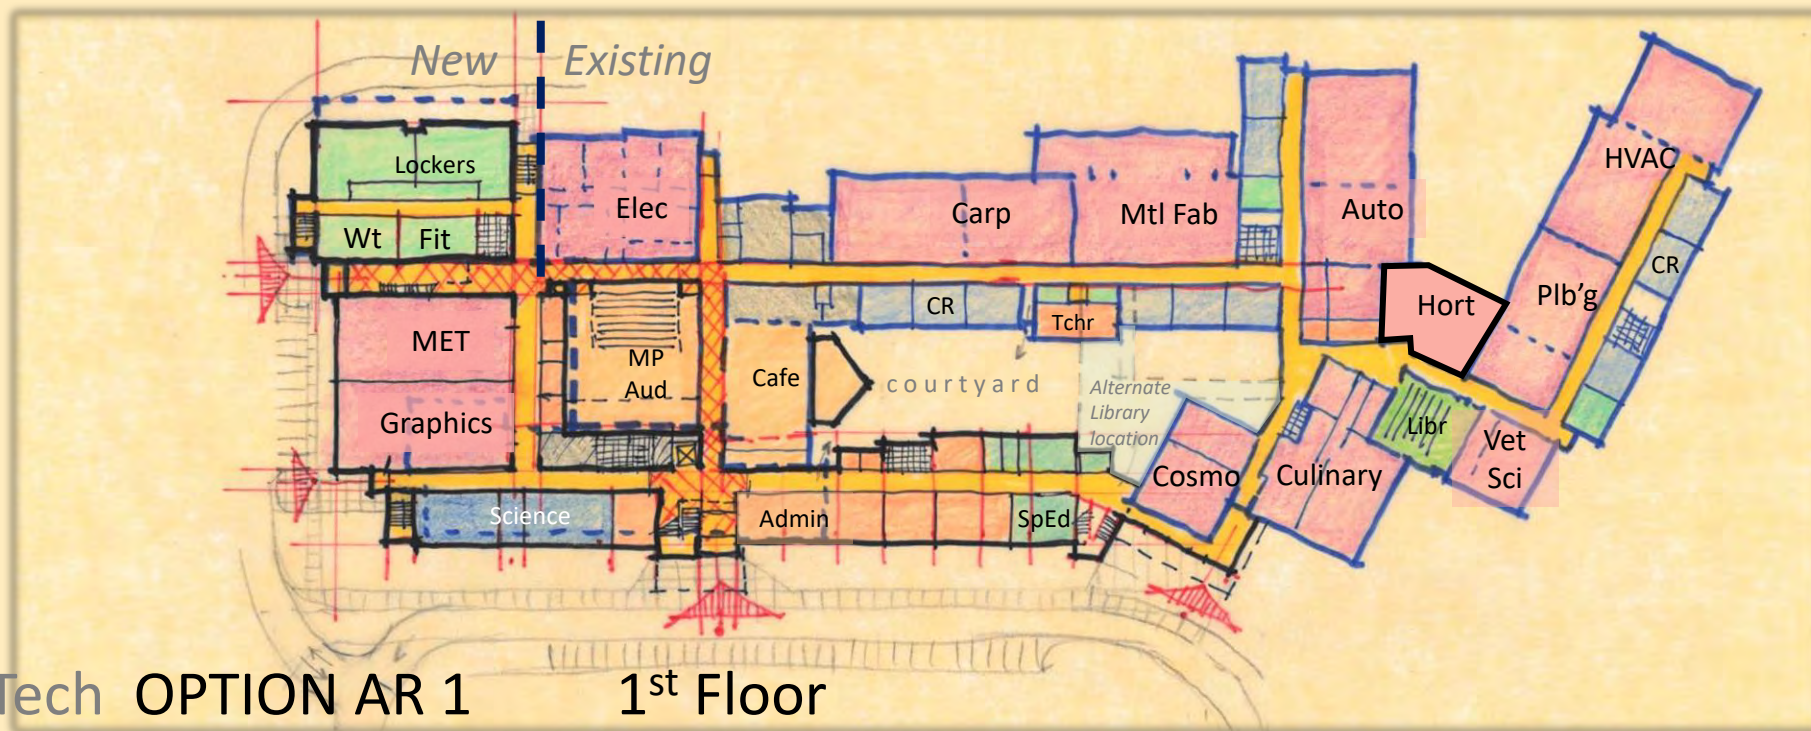 New Existing
Lockers
Wt Fit
Elec
Carp
Mtl Fab
Auto
HVAC
CR
Plb'g
Hort
MET
Graphics
MP
Aud
Cafe
CR
Tchr
courtyard
Alternate
Library
location
Cosmo
Culinary
Libr
Vet
Sci
Science
Admin
SpEd
Tech OPTION AR 1 1st Floor